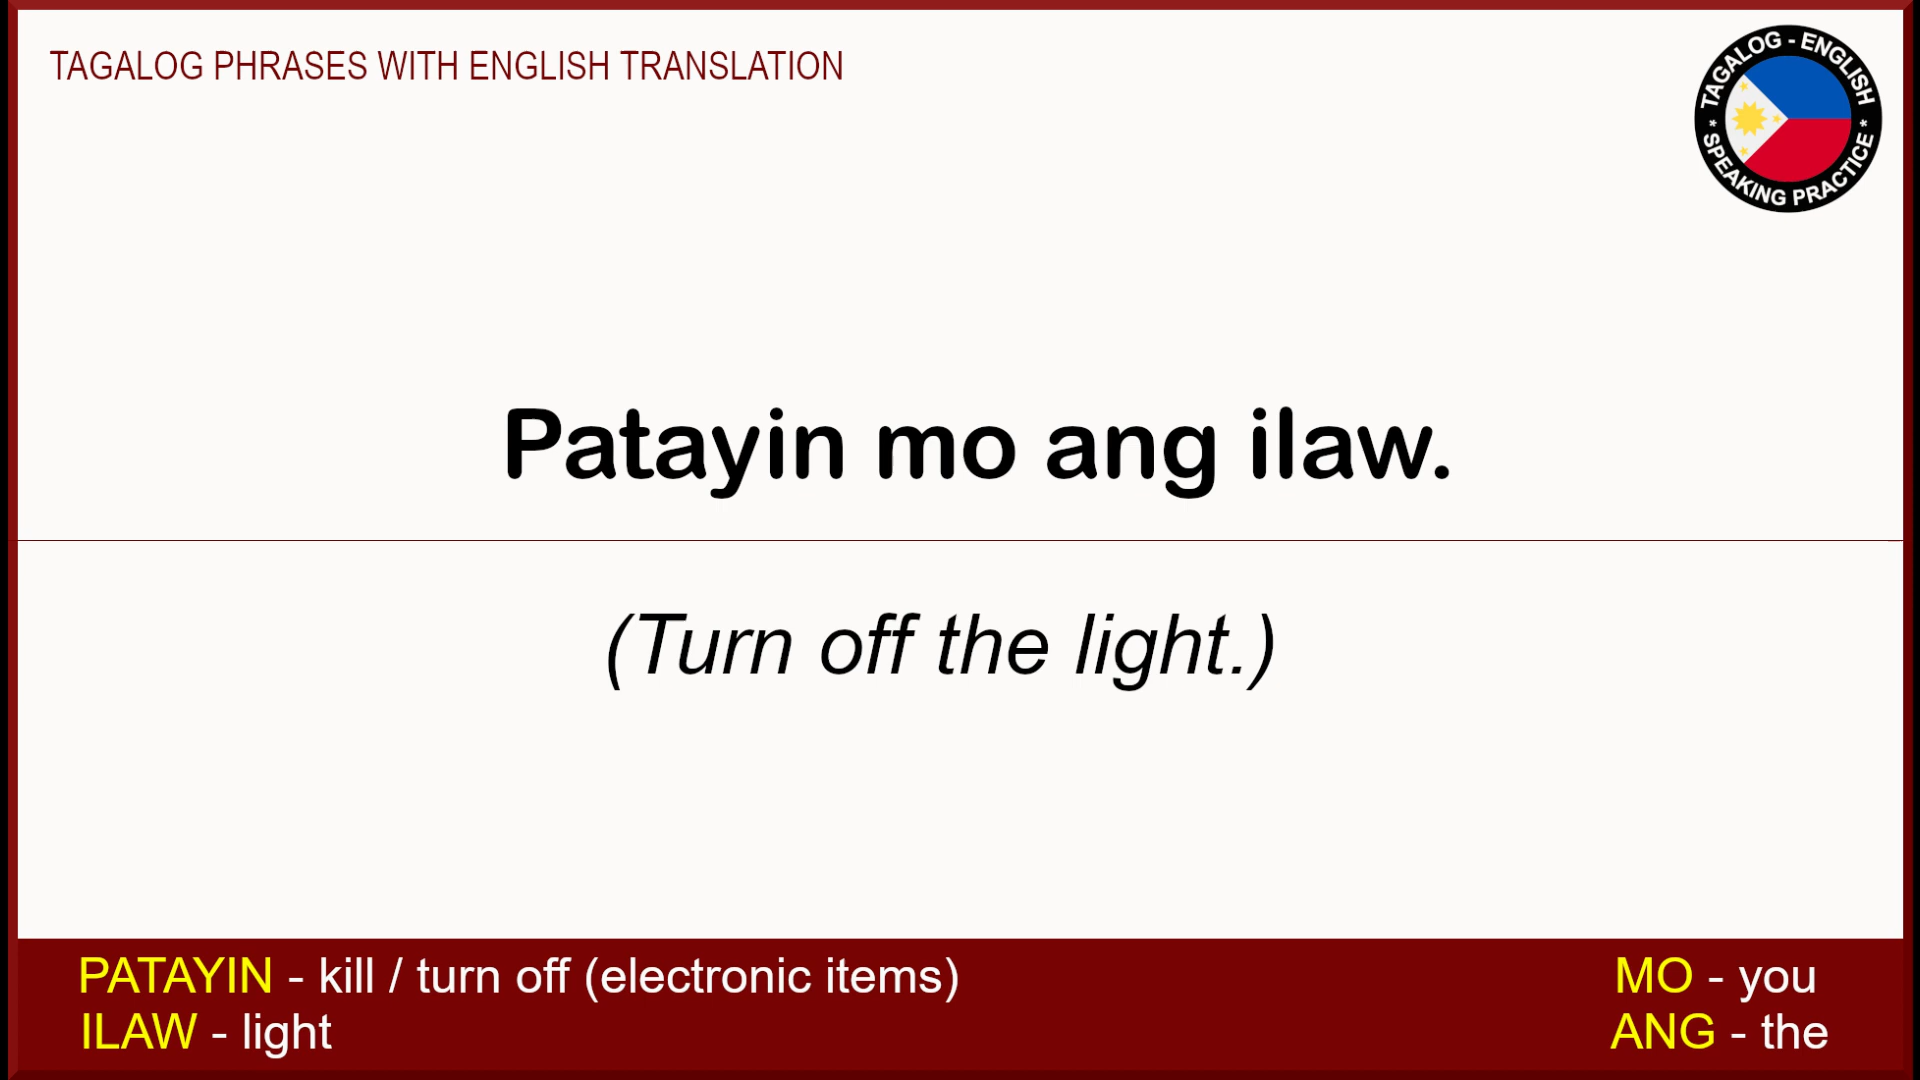 TAGALOG PHRASES WITH ENGLISH TRANSLATION
TAGALOG - ENGLISH
* SPEAKING PRACTICE *
Patayin mo ang ilaw.
(Turn off the light.)
PATAYIN - kill / turn off (electronic items)
MO - you
ILAW - light
ANG - the